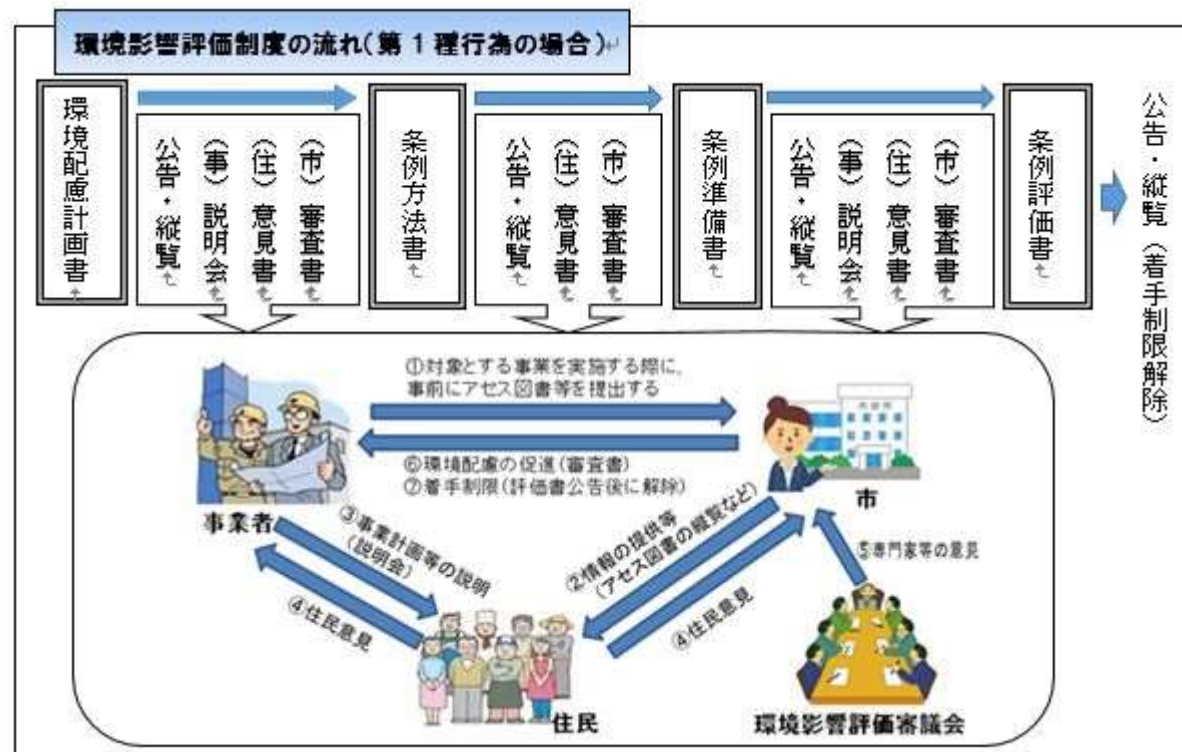 環境影響評価制度の流れ(第1種行為の場合)
環境配慮計画書
公告・縦覧
(事)説明会
(住)意見書
(市)審査書
条例方法書
公告・縦覧
(住)意見書
(市)審査書
条例準備書
公告・縦覧
(事)説明会
(住)意見書
(市)審査書
条例評価書
公告・縦覧(着手制限解除)
①対象とする事業を実施する際に、
事前にアセス図書等を提出する
⑥環境配慮の促進(審査書)
⑦着手制限(評価書公告後に解除)
事業者
市
③事業計画等の説明
(説明会)
④住民意見
②情報の提供等
(アセス図書の縦覧など)
④住民意見
⑤専門家等の意見
住民
環境影響評価審議会